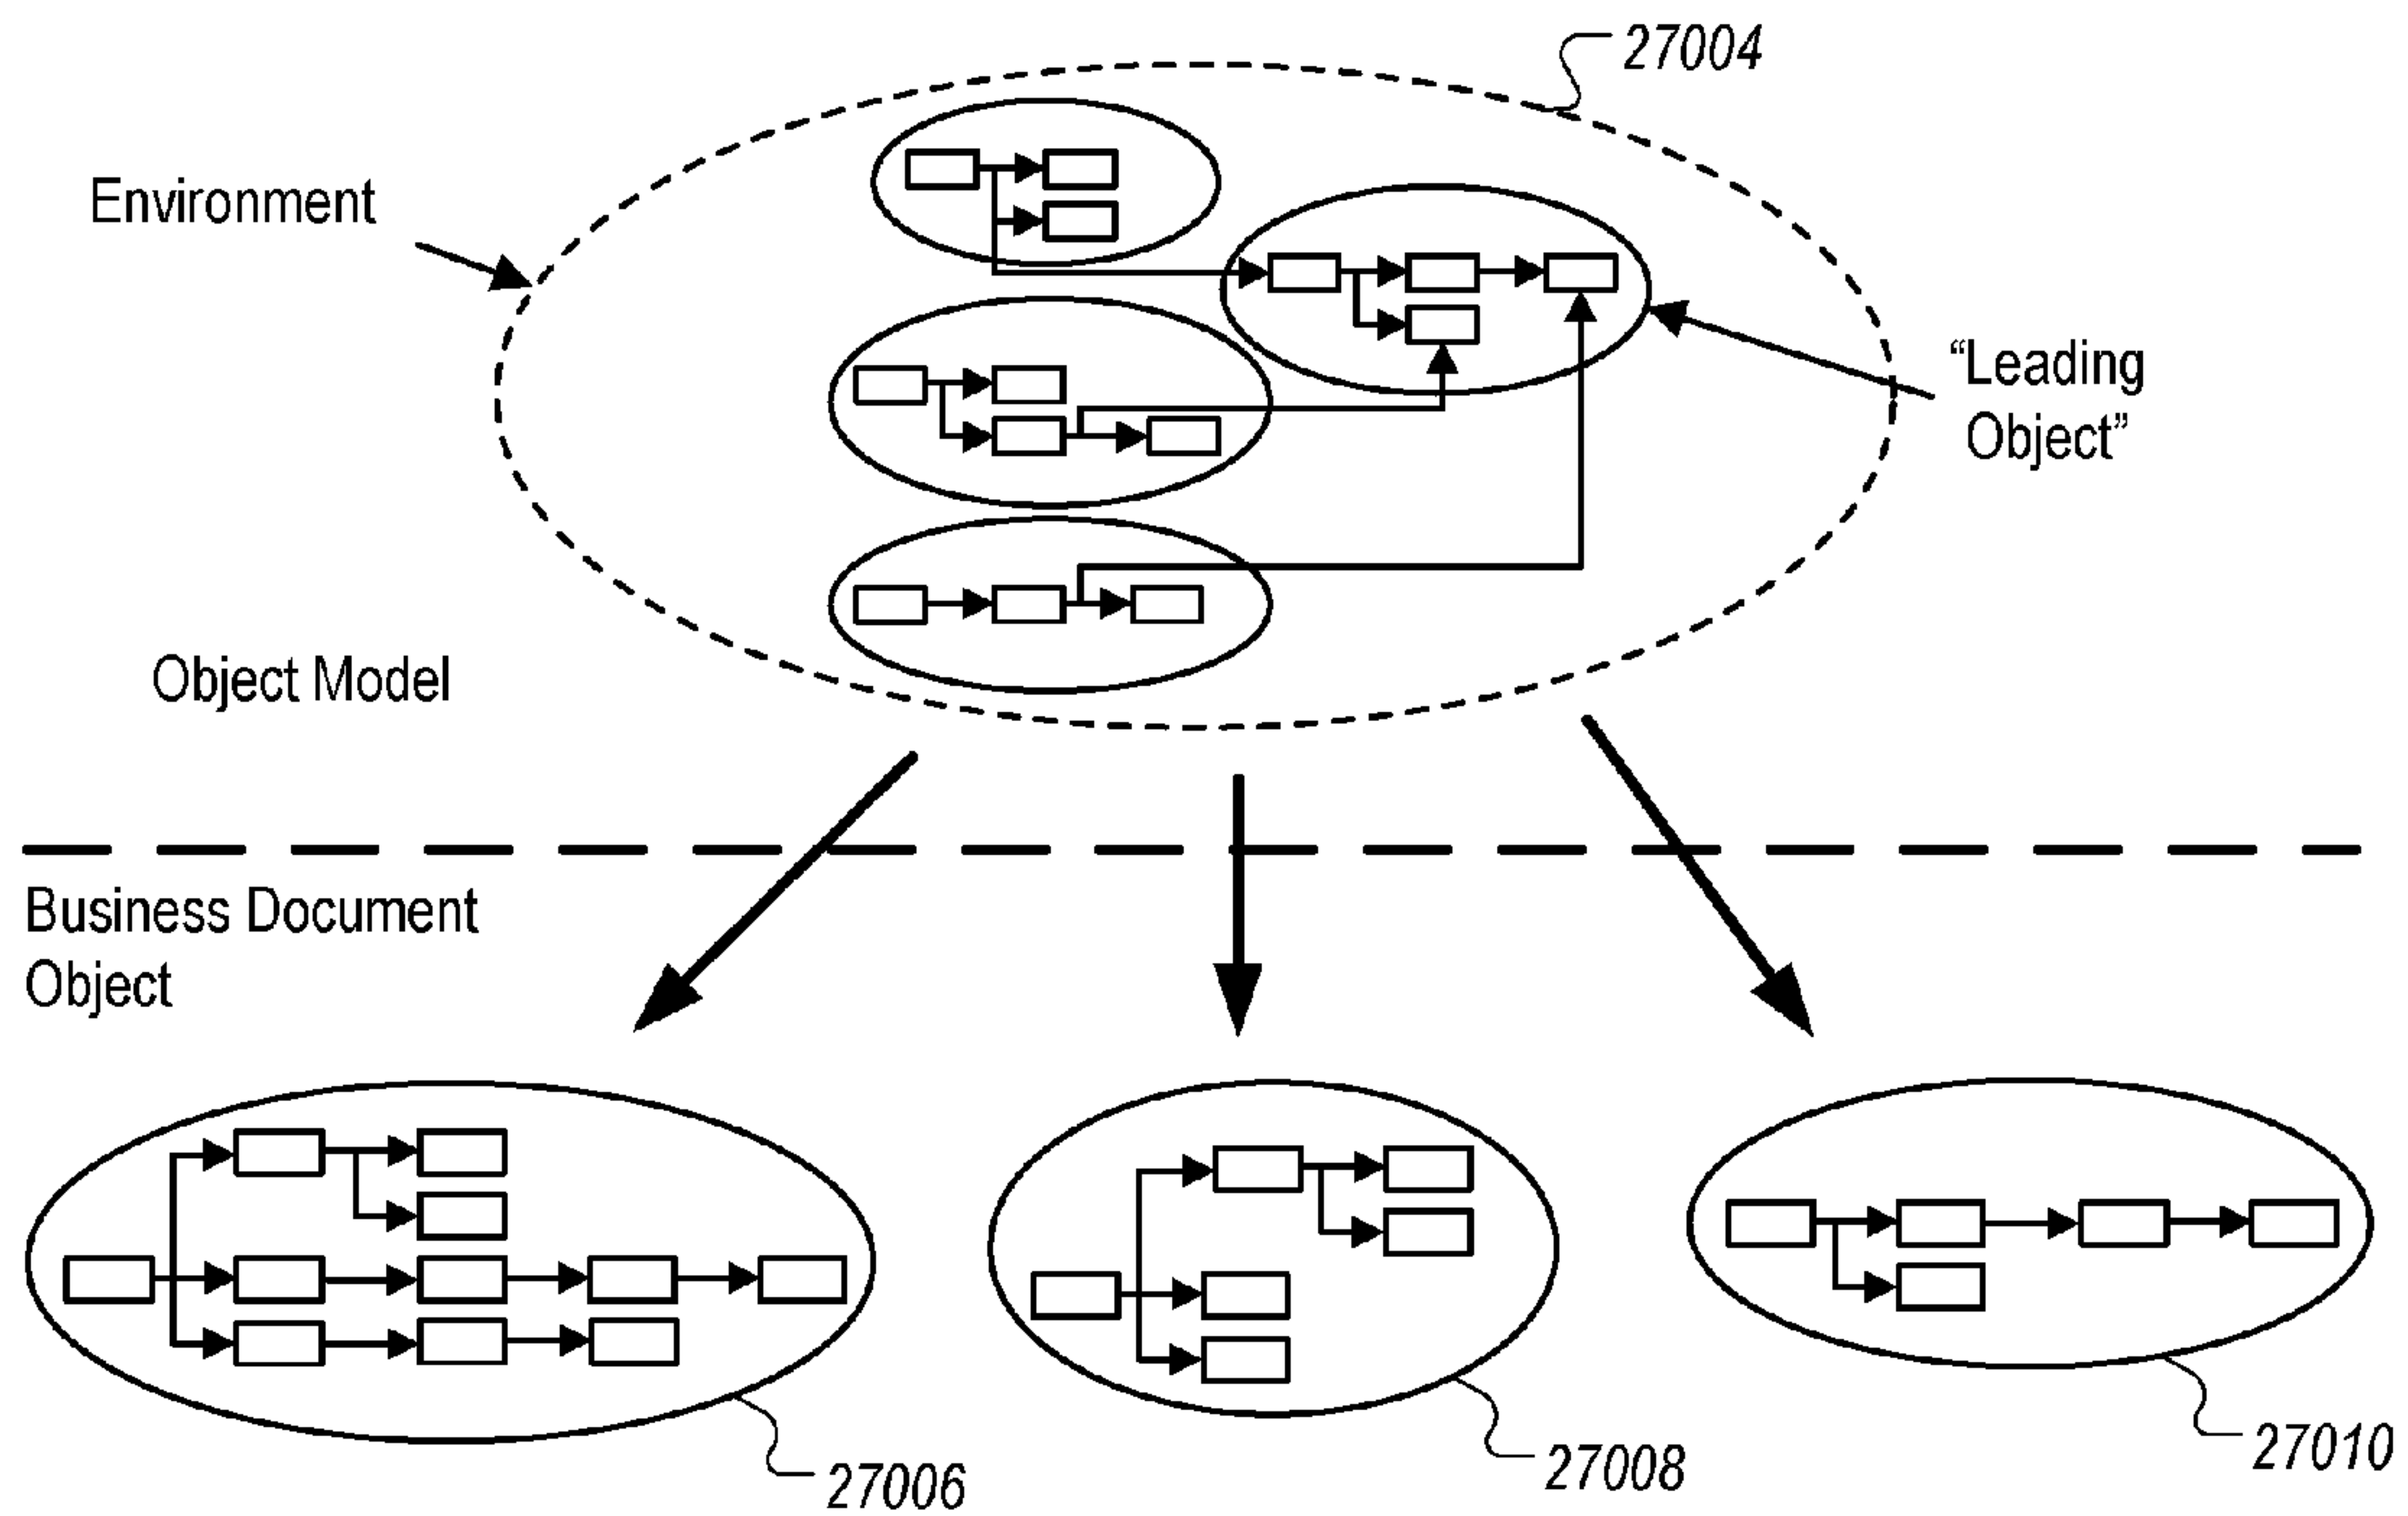 27004
Environment
“Leading
Object”
Object Model
Business Document
Object
27006
27008
27010